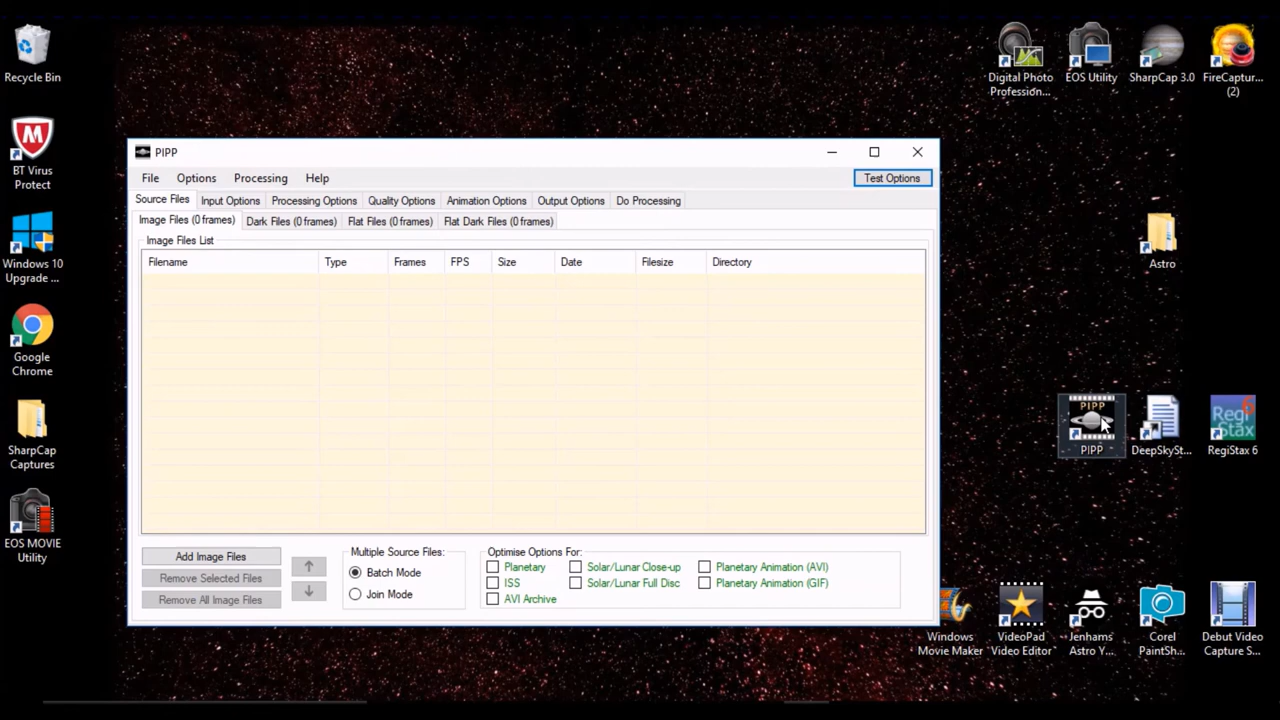 Recycle Bin
BT Virus
Protect
Windows 10
Upgrade ...
Google
Chrome
SharpCap
Captures
EOS MOVIE
Utility
Digital Photo
Profession...
EOS Utility
SharpCap 3.0
FireCaptur...
(2)
Astro
PIPP
PIPP
DeepSkySt...
Regi
Stax
6
RegiStax 6
Windows
Movie Maker
VideoPad
Video Editor
Jenhams
Astro Y...
Corel
PaintSh...
Debut Video
Capture S...
PIPP
File
Options
Processing
Help
Test Options
Source Files
Input Options
Processing Options
Quality Options
Animation Options
Output Options
Do Processing
Image Files (0 frames)
Dark Files (0 frames)
Flat Files (0 frames)
Flat Dark Files (0 frames)
Image Files List
Filename
Type
Frames
FPS
Size
Date
Filesize
Directory
Add Image Files
Remove Selected Files
Remove All Image Files
Multiple Source Files:
Batch Mode
Join Mode
Optimise Options For:
Planetary
Solar/Lunar Close-up
Planetary Animation (AVI)
ISS
Solar/Lunar Full Disc
Planetary Animation (GIF)
AVI Archive